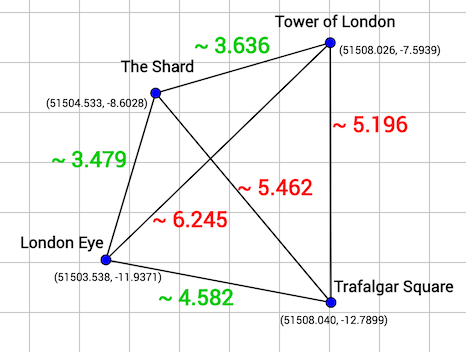 Tower of London
~ 3.636
(51508.026, -7.5939)
The Shard
(51504.533, -8.6028)
~ 5.196
~ 3.479
~ 5.462
~ 6.245
London Eye
(51503.538, -11.9371)
Trafalgar Square
~ 4.582
(51508.040, -12.7899)